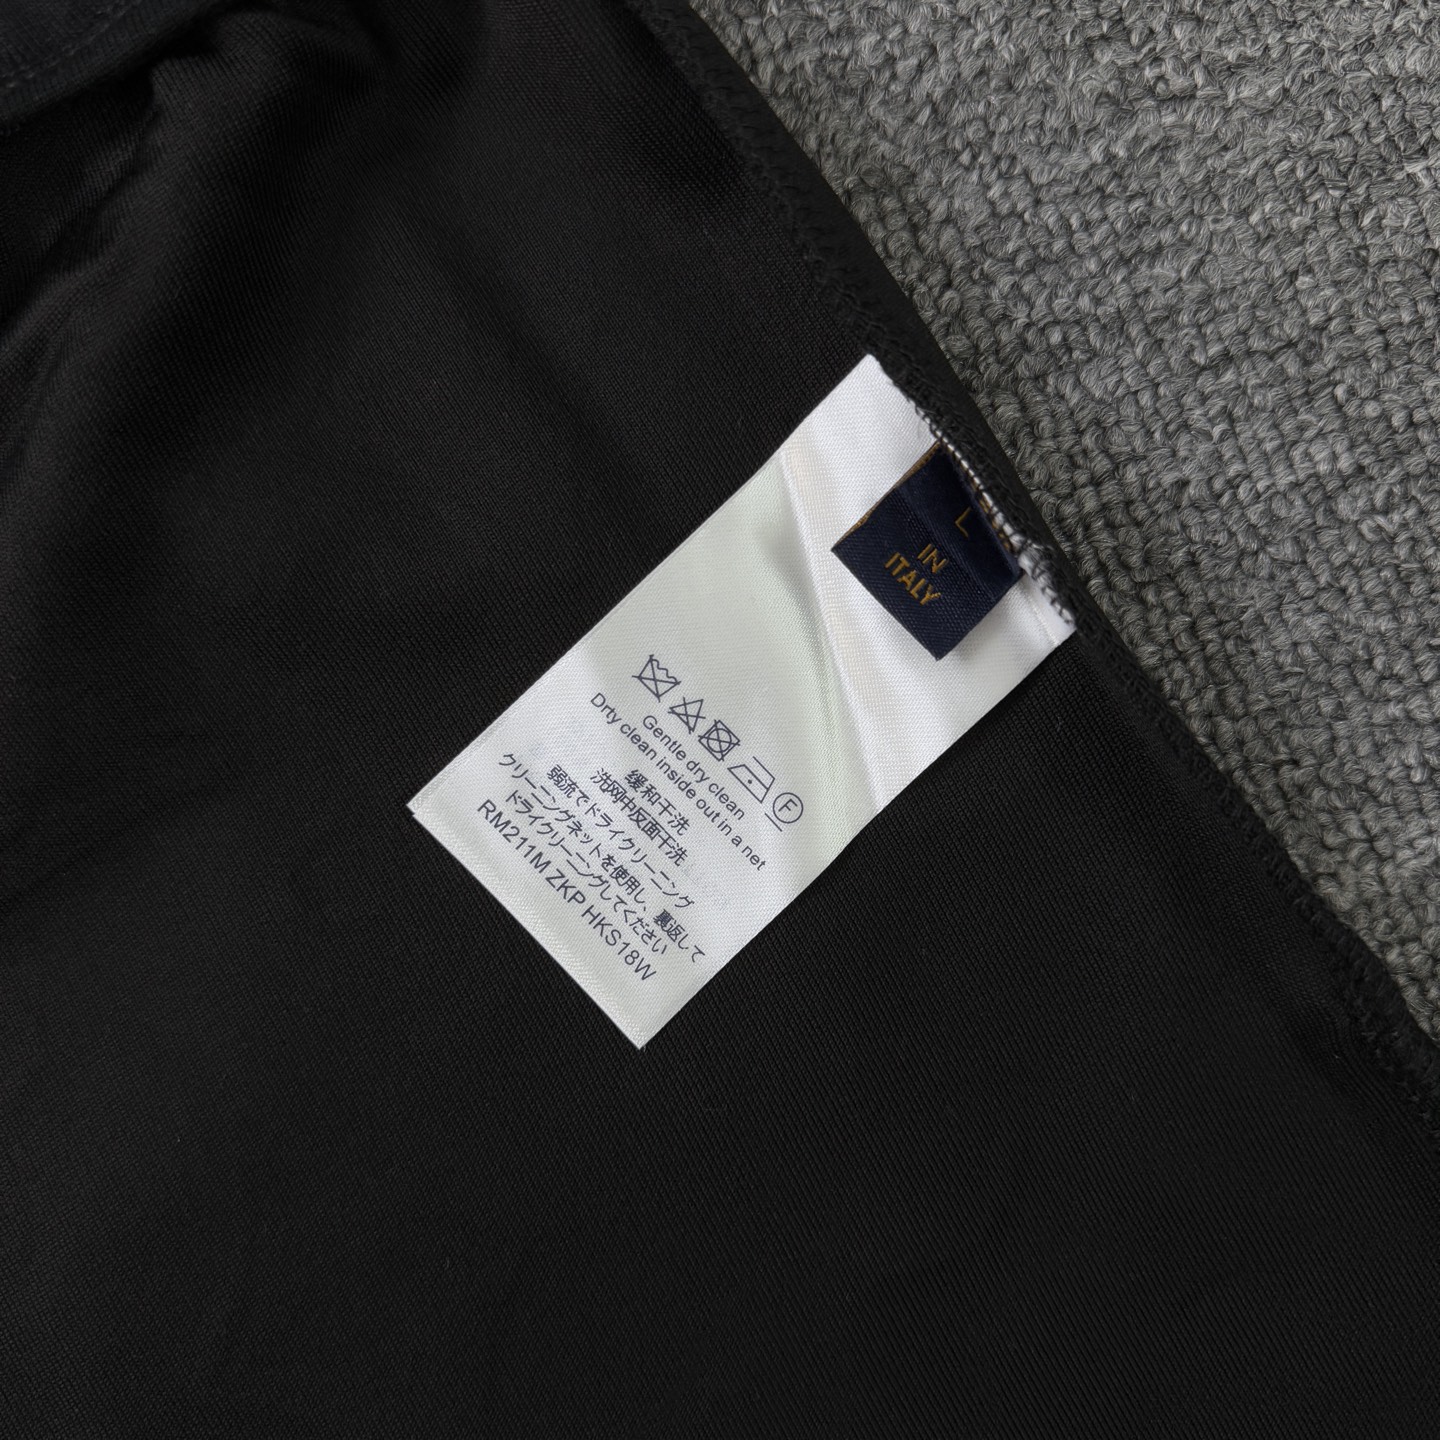 L
IN
ITALY
Gentle dry clean
Drty clean inside out in a net
缓和干洗
洗网中反面干洗
弱流でドライクリーニング
クリーニングネットを使用し、裏返して
ドライクリーニングしてください
RM211M ZKP HKS18W
F